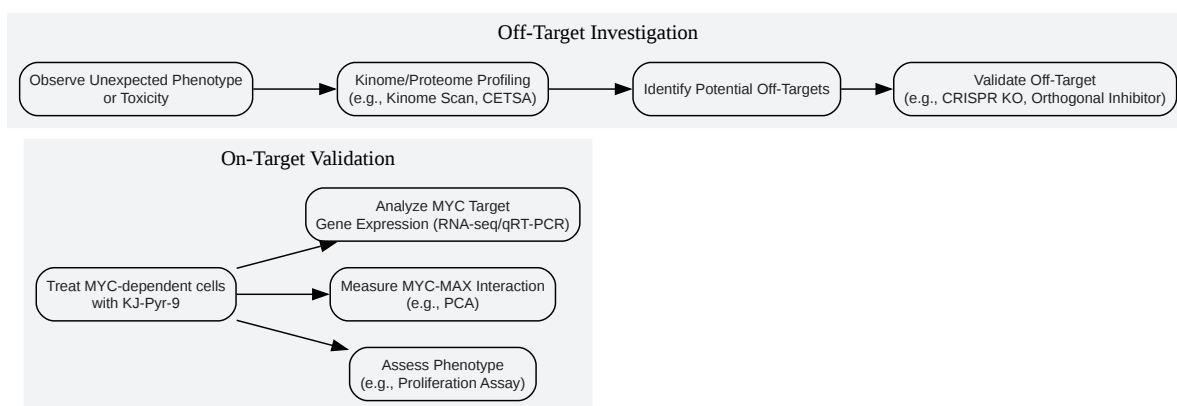 Off-Target Investigation
Observe Unexpected Phenotype
or Toxicity
Kinome/Proteome Profiling
(e.g., Kinome Scan, CETSA)
Identify Potential Off-Targets
Validate Off-Target
(e.g., CRISPR KO, Orthogonal Inhibitor)
On-Target Validation
Treat MYC-dependent cells
with KJ-Pyr-9
Analyze MYC Target
Gene Expression (RNA-seq/qRT-PCR)
Measure MYC-MAX Interaction
(e.g., PCA)
Assess Phenotype
(e.g., Proliferation Assay)